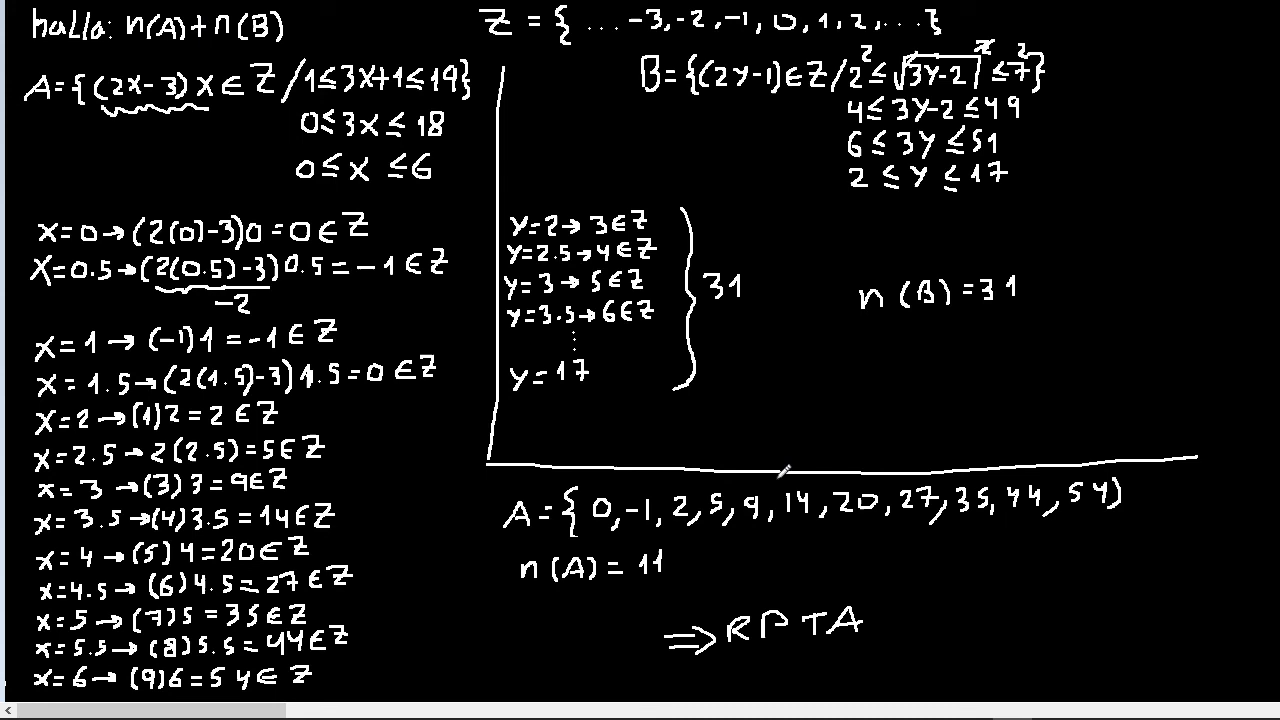 halla: n(A)+n(B)
Z = { ... -3, -2, -1, 0, 1, 2, ...}
A={(2x-3)x∈Z/1≤3x+1≤19}
0≤3x≤18
0≤x≤6
B={(2y-1)∈Z/2²≤√(3y-2)²≤7²}
4≤3y-2≤49
6≤3y≤51
2≤y≤17
x=0→(2(0)-3)0=0∈Z
x=0.5→(2(0.5)-3)0.5=-1∈Z
-2
x=1→(-1)1=-1∈Z
x=1.5→(2(1.5)-3)1.5=0∈Z
x=2→(1)2=2∈Z
x=2.5→2(2.5)=5∈Z
x=3→(3)3=9∈Z
x=3.5→(4)3.5=14∈Z
x=4→(5)4=20∈Z
x=4.5→(6)4.5=27∈Z
x=5→(7)5=35∈Z
x=5.5→(8)5.5=44∈Z
x=6→(9)6=54∈Z
y=2→3∈Z
y=2.5→4∈Z
y=3→5∈Z
y=3.5→6∈Z
⋮
y=17
31
n(B)=31
A={0,-1,2,5,9,14,20,27,35,44,54}
n(A)=11
⇒RPTA